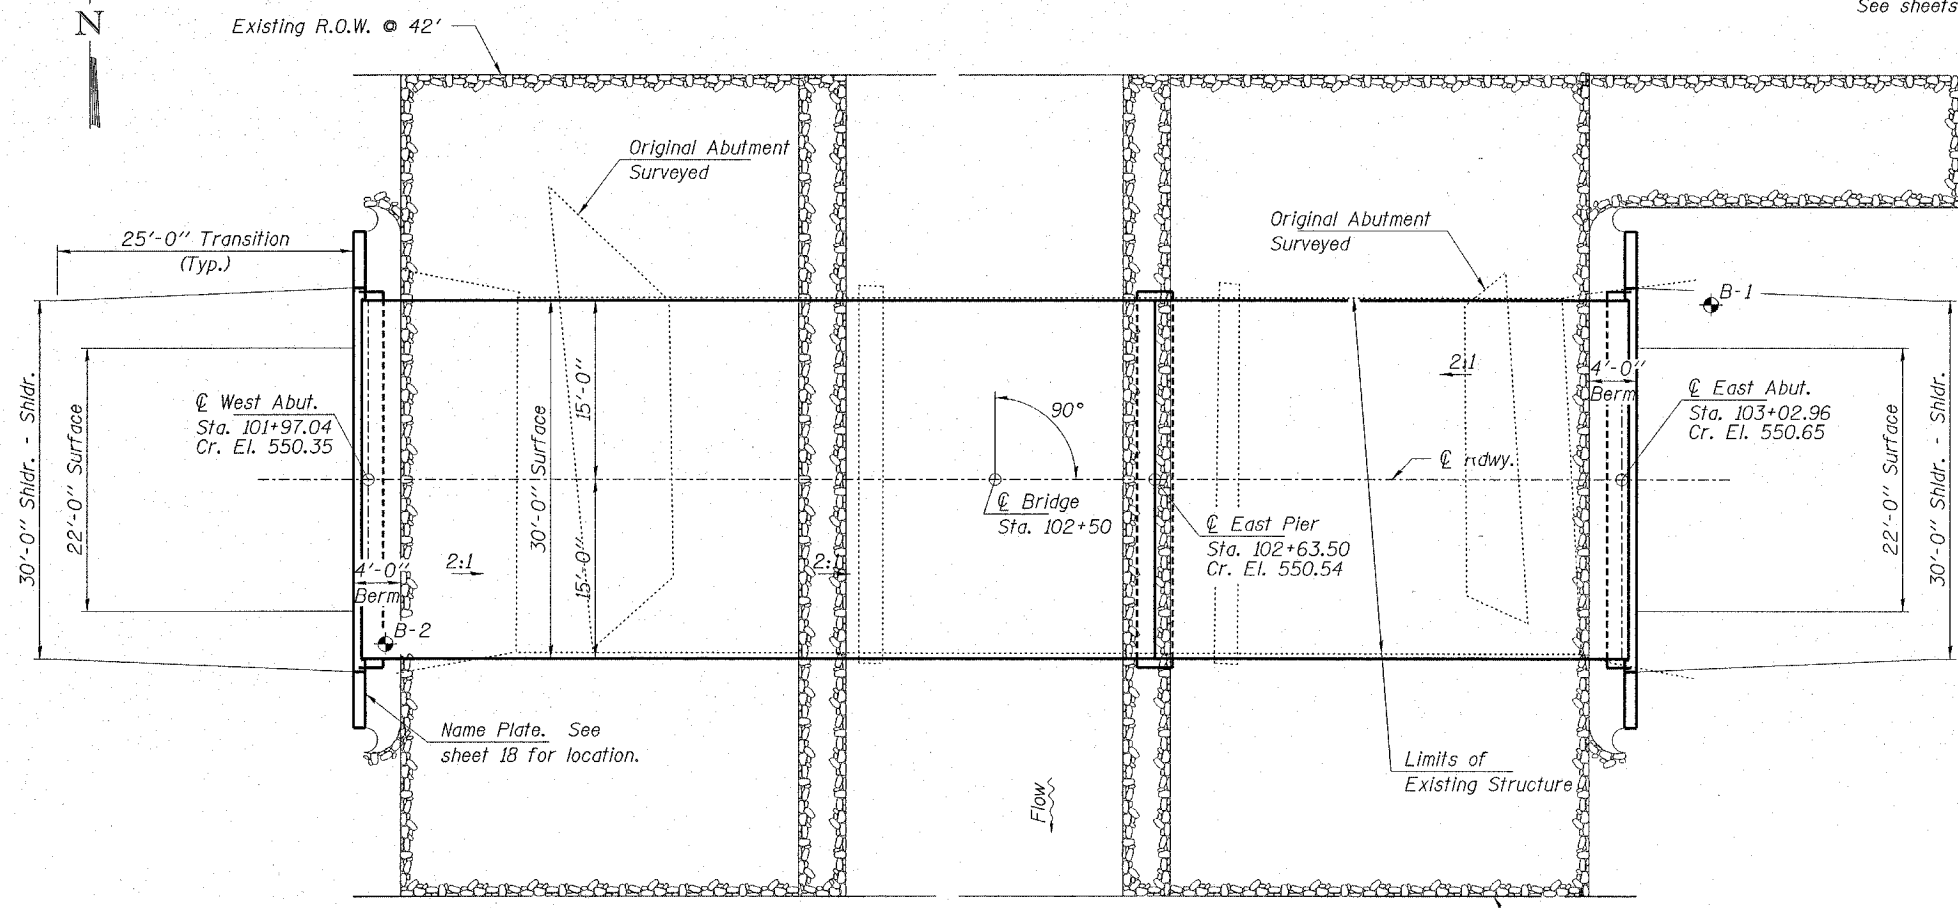 See sheets
N
Existing R.O.W. @ 42'
Original Abutment
Surveyed
Original Abutment
Surveyed
25'-0" Transition
(Typ.)
B-1
30'-0" Shldr. - Shldr.
22'-0" Surface
℄ West Abut.
Sta. 101+97.04
Cr. El. 550.35
4'-0"
Berm
B-2
2:1
30'-0" Surface
15'-0"
15'-0"
2:1
90°
℄ Bridge
Sta. 102+50
℄ East Pier
Sta. 102+63.50
Cr. El. 550.54
2:1
4'-0"
Berm
℄ East Abut.
Sta. 103+02.96
Cr. El. 550.65
22'-0" Surface
30'-0" Shldr. - Shldr.
Name Plate. See
sheet 18 for location.
Flow
Limits of
Existing Structure